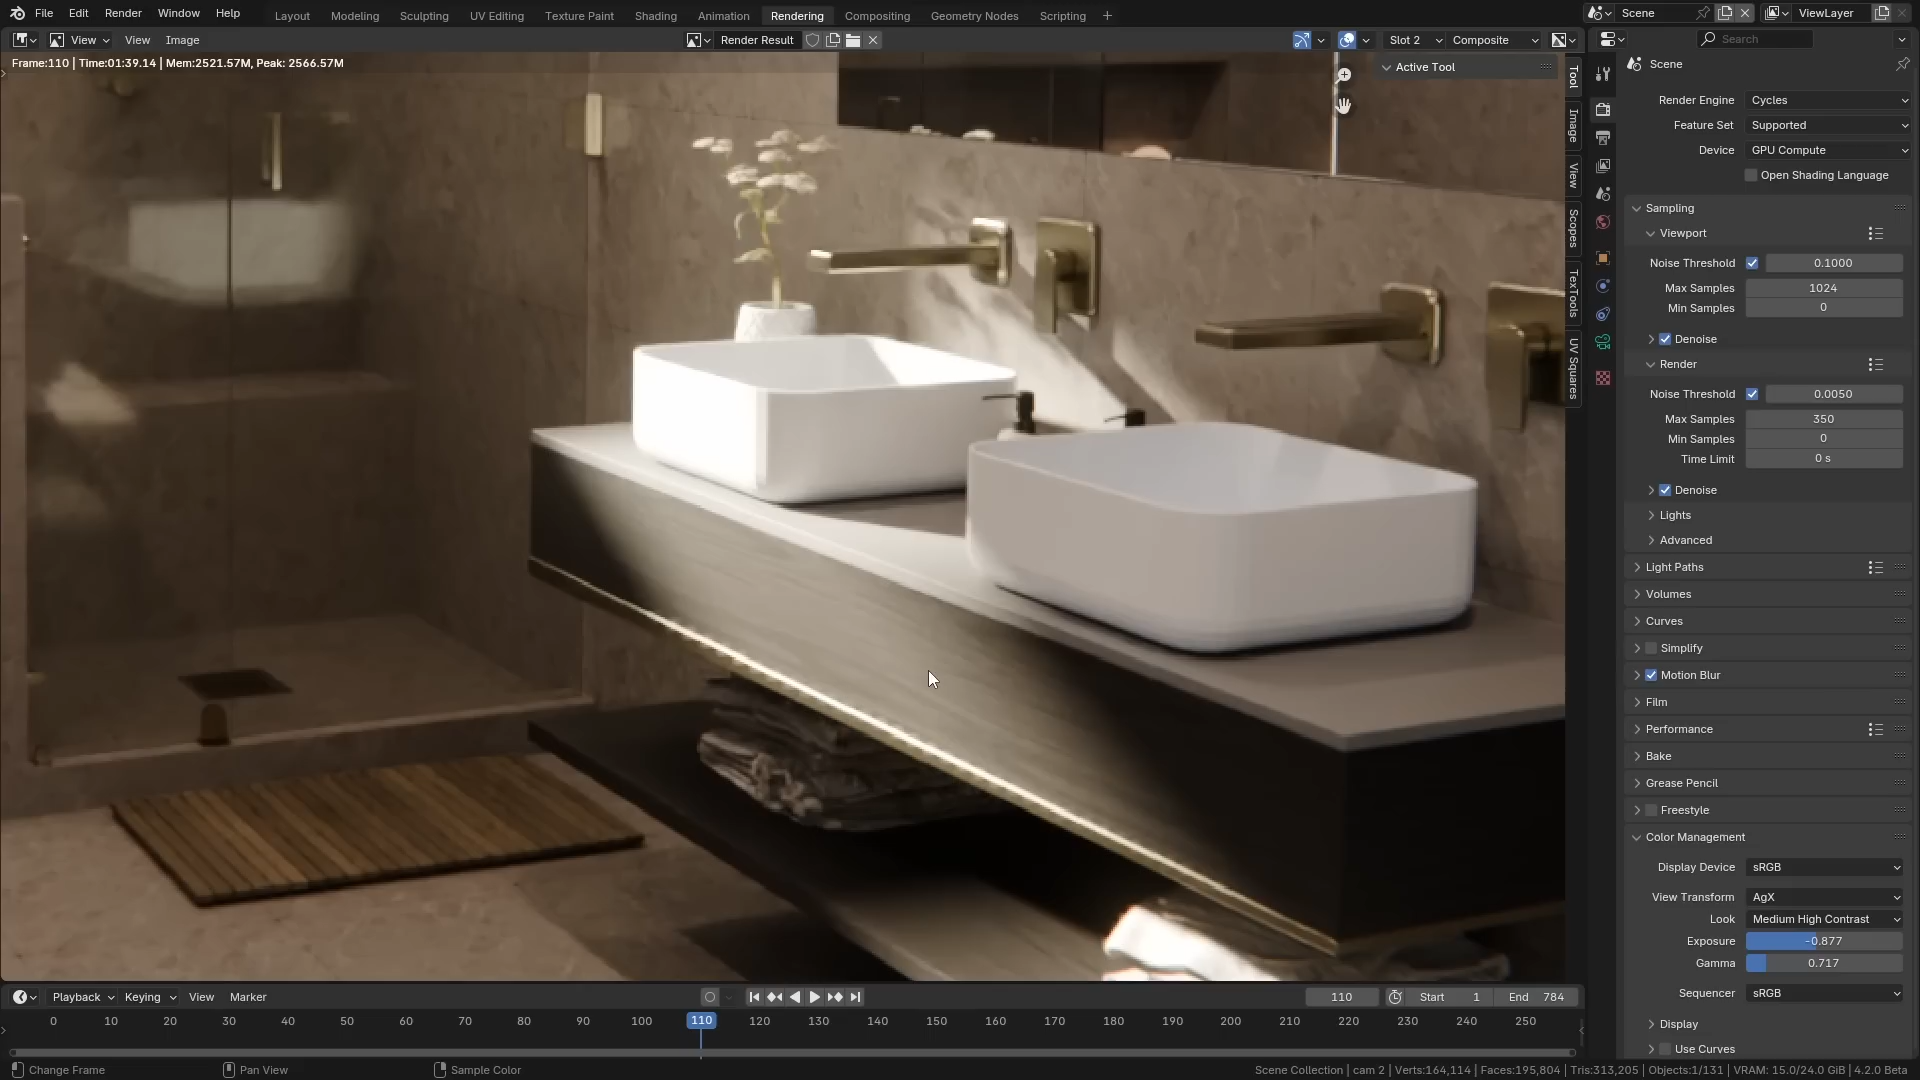 File Edit Render Window Help Layout Modeling Sculpting UV Editing Texture Paint Shading Animation Rendering Compositing Geometry Nodes Scripting + Scene ViewLayer
View View Image Render Result Slot 2 Composite Search
Frame:110 | Time:01:39.14 | Mem:2521.57M, Peak: 2566.57M
Active Tool
Tool
Image
View
Scopes
TexTools
UV Squares
Scene
Render Engine Cycles
Feature Set Supported
Device GPU Compute
Open Shading Language
Sampling
Viewport
Noise Threshold 0.1000
Max Samples 1024
Min Samples 0
Denoise
Render
Noise Threshold 0.0050
Max Samples 350
Min Samples 0
Time Limit 0 s
Denoise
Lights
Advanced
Light Paths
Volumes
Curves
Simplify
Motion Blur
Film
Performance
Bake
Grease Pencil
Freestyle
Color Management
Display Device sRGB
View Transform AgX
Look Medium High Contrast
Exposure -0.877
Gamma 0.717
Sequencer sRGB
Display
Use Curves
Playback Keying View Marker 110 Start 1 End 784
0 10 20 30 40 50 60 70 80 90 100 110 120 130 140 150 160 170 180 190 200 210 220 230 240 250
Change Frame Pan View Sample Color Scene Collection | cam 2 | Verts:164,114 | Faces:195,804 | Tris:313,205 | Objects:1/131 | VRAM: 15.0/24.0 GiB | 4.2.0 Beta